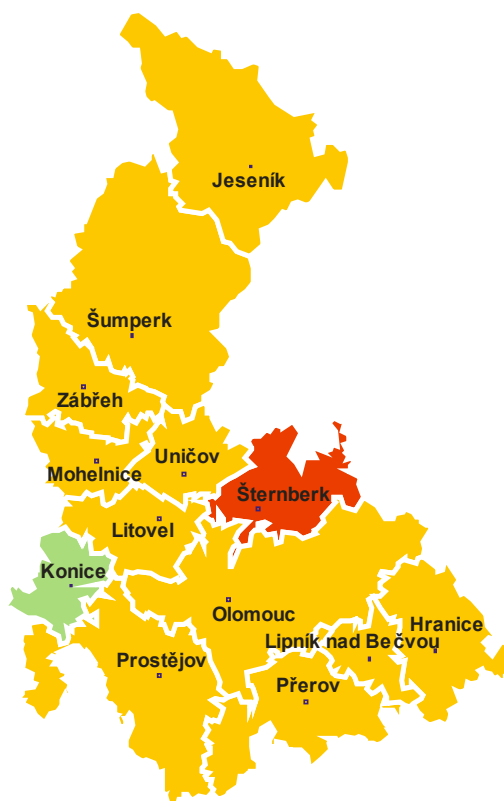 Jeseník
Šumperk
Zábřeh
Uničov
Mohelnice
Šternberk
Litovel
Konice
Olomouc
Hranice
Lipník nad Bečvou
Prostějov
Přerov